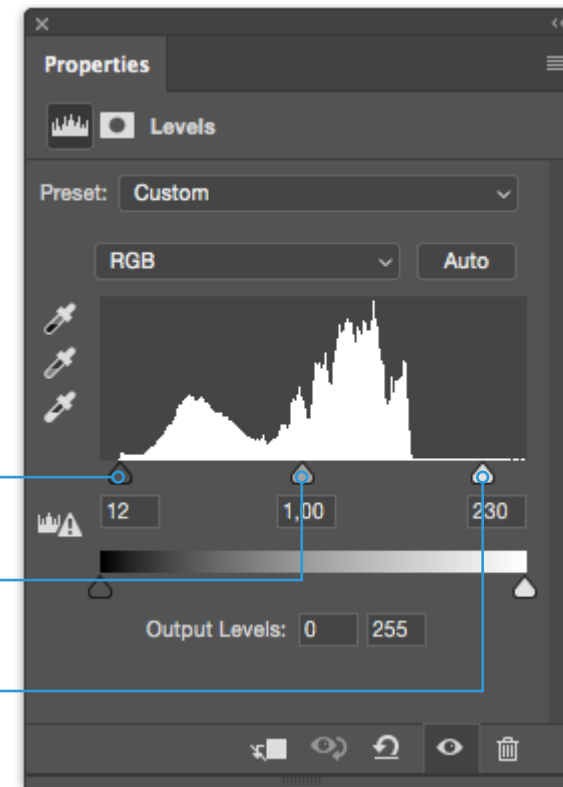 Properties
Levels
Preset: Custom
RGB Auto
12 1,00 230
Output Levels: 0 255